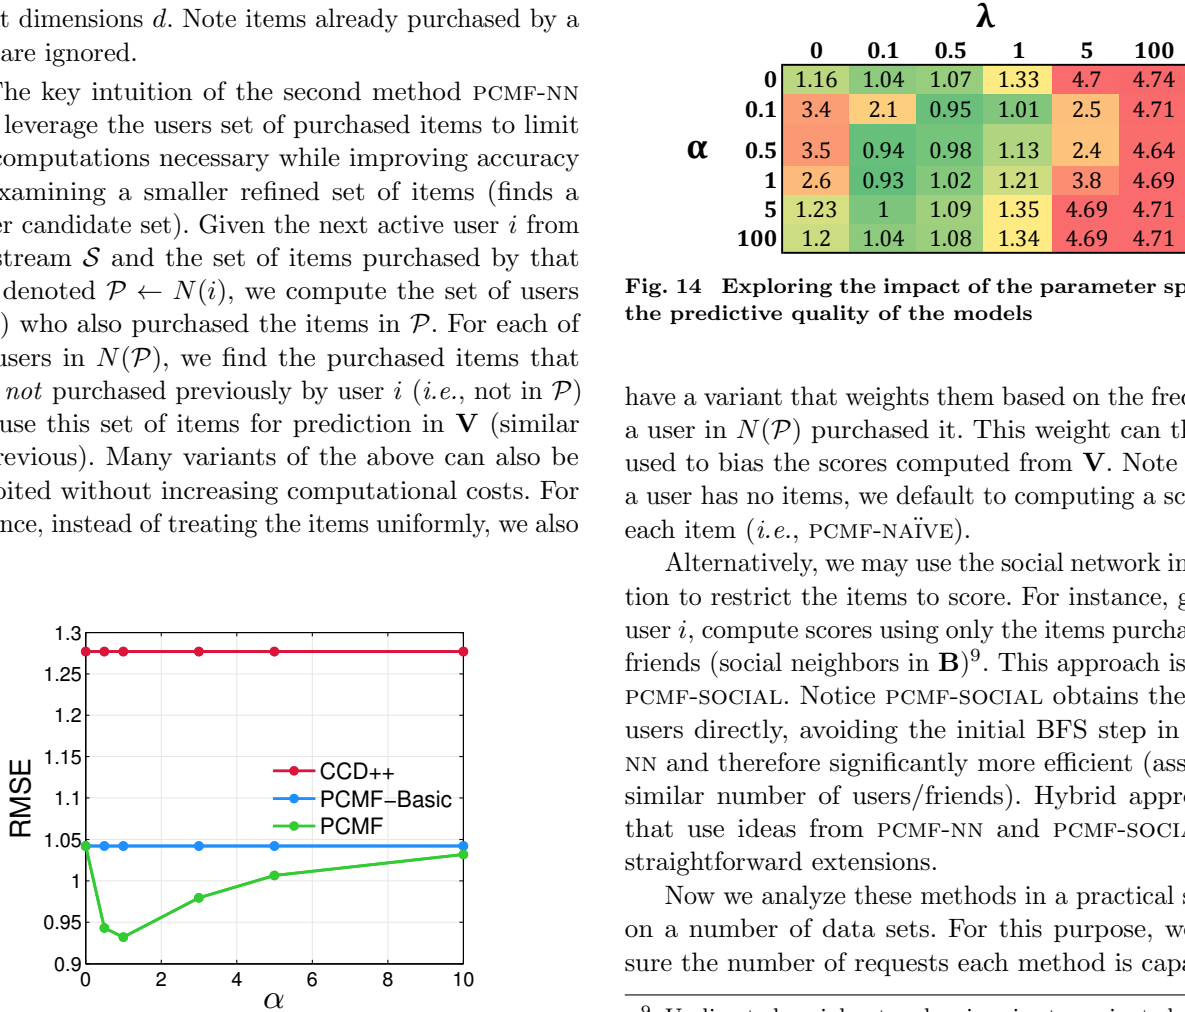 t dimensions d. Note items already purchased by a
are ignored.
The key intuition of the second method PCMF-NN
leverage the users set of purchased items to limit
computations necessary while improving accuracy
xamining a smaller refined set of items (finds a
er candidate set). Given the next active user i from
stream S and the set of items purchased by that
denoted P ← N(i), we compute the set of users
) who also purchased the items in P. For each of
users in N(P), we find the purchased items that
not purchased previously by user i (i.e., not in P)
use this set of items for prediction in V (similar
revious). Many variants of the above can also be
oited without increasing computational costs. For
nce, instead of treating the items uniformly, we also
1.3
1.25
1.2
1.15
1.1
1.05
1
0.95
0.9
RMSE
CCD++
PCMF−Basic
PCMF
0 2 4 6 8 10
α
λ
0 0.1 0.5 1 5 100
α
0 1.16 1.04 1.07 1.33 4.7 4.74
0.1 3.4 2.1 0.95 1.01 2.5 4.71
0.5 3.5 0.94 0.98 1.13 2.4 4.64
1 2.6 0.93 1.02 1.21 3.8 4.69
5 1.23 1 1.09 1.35 4.69 4.71
100 1.2 1.04 1.08 1.34 4.69 4.71
Fig. 14 Exploring the impact of the parameter sp
the predictive quality of the models
have a variant that weights them based on the freq
a user in N(P) purchased it. This weight can th
used to bias the scores computed from V. Note
a user has no items, we default to computing a sc
each item (i.e., PCMF-NAÏVE).
Alternatively, we may use the social network in
tion to restrict the items to score. For instance, g
user i, compute scores using only the items purcha
friends (social neighbors in B)9. This approach is
PCMF-SOCIAL. Notice PCMF-SOCIAL obtains the
users directly, avoiding the initial BFS step in
NN and therefore significantly more efficient (ass
similar number of users/friends). Hybrid appro
that use ideas from PCMF-NN and PCMF-SOCIA
straightforward extensions.
Now we analyze these methods in a practical s
on a number of data sets. For this purpose, we
sure the number of requests each method is capa